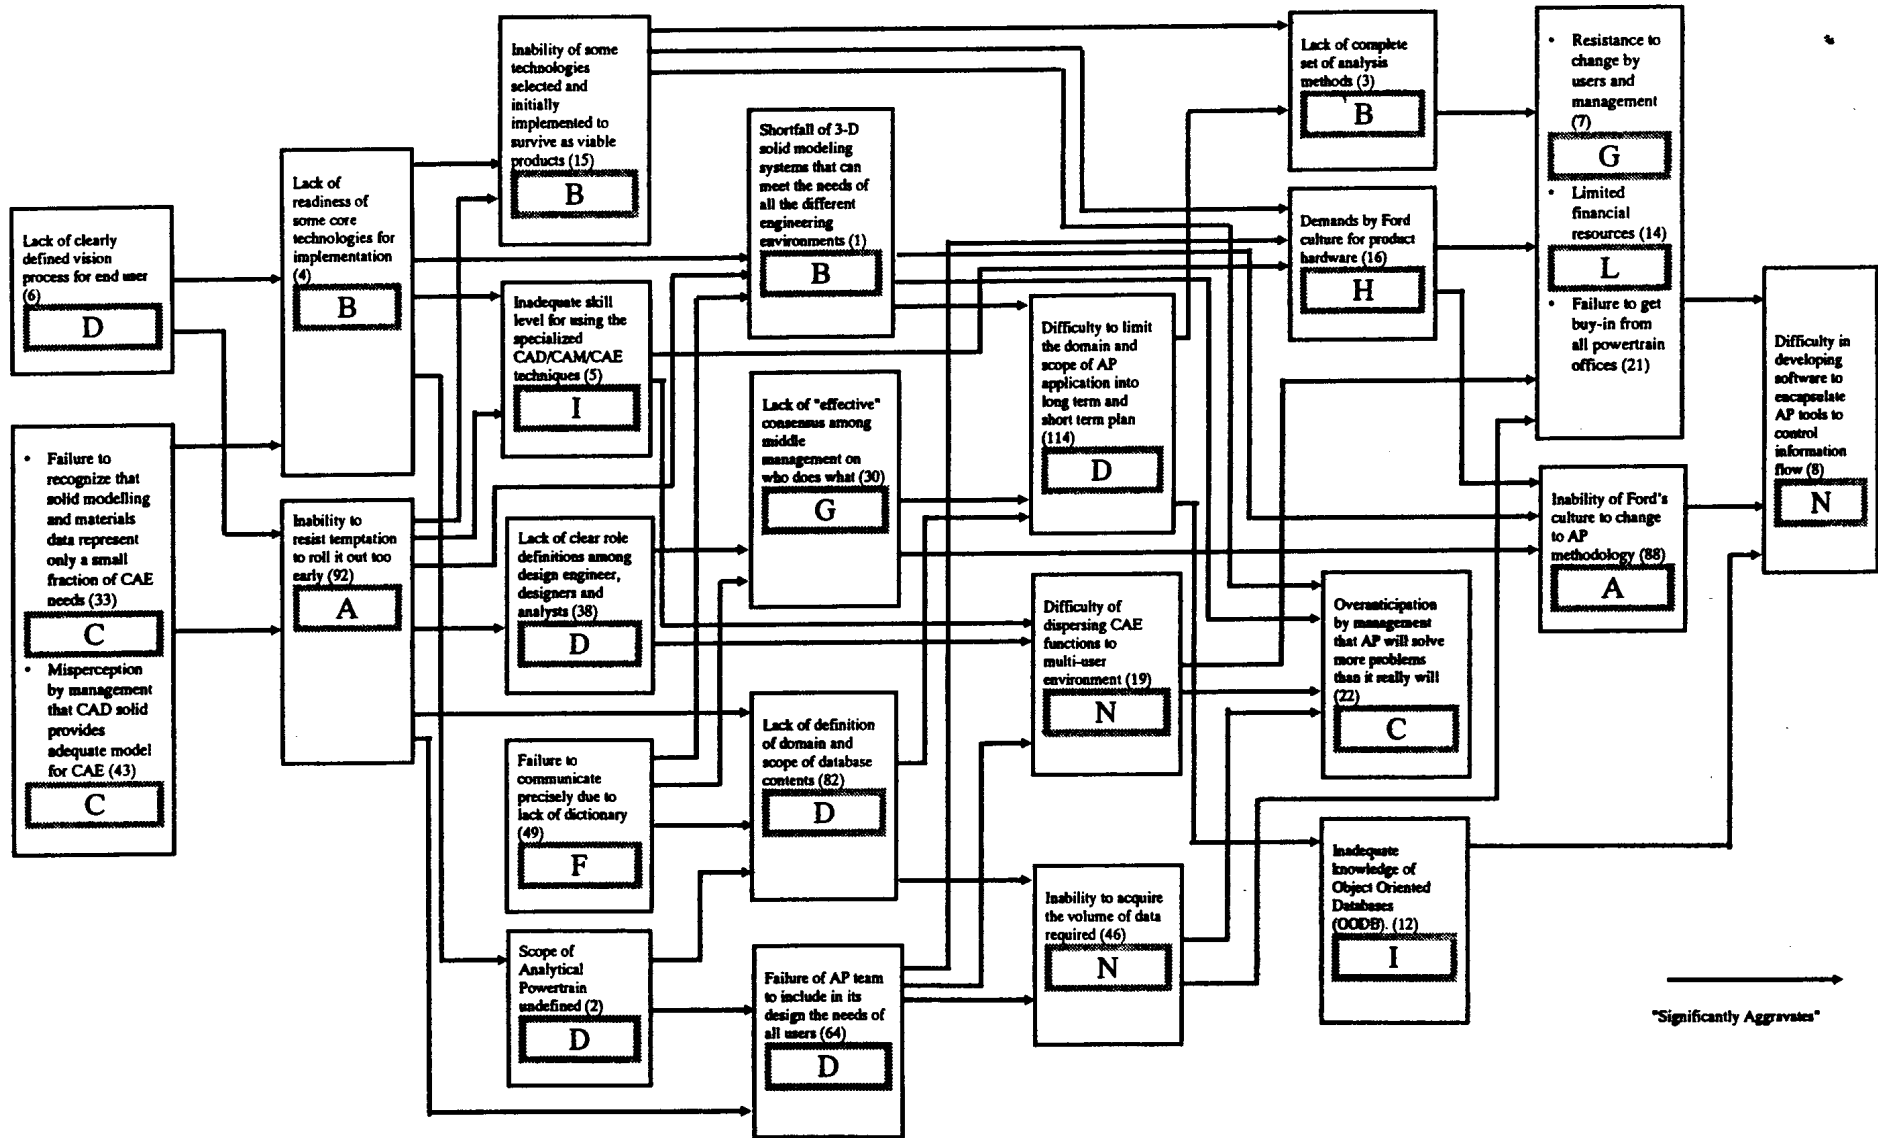 Lack of clearly
defined vision
process for end user
(6)
D
• Failure to
recognize that
solid modelling
and materials
data represent
only a small
fraction of CAE
needs (33)
C
• Misperception
by management
that CAD solid
provides
adequate model
for CAE (43)
C
Lack of
readiness of
some core
technologies for
implementation
(4)
B
Inability to
resist temptation
to roll it out too
early (92)
A
Inability of some
technologies
selected and
initially
implemented to
survive as viable
products (15)
B
Inadequate skill
level for using the
specialized
CAD/CAM/CAE
techniques (5)
I
Lack of clear role
definitions among
design engineer,
designers and
analysts (38)
D
Failure to
communicate
precisely due to
lack of dictionary
(49)
F
Scope of
Analytical
Powertrain
undefined (2)
D
Shortfall of 3-D
solid modeling
systems that can
meet the needs of
all the different
engineering
environments (1)
B
Lack of "effective"
consensus among
middle
management on
who does what (30)
G
Lack of definition
of domain and
scope of database
contents (82)
D
Failure of AP team
to include in its
design the needs of
all users (64)
D
Difficulty to limit
the domain and
scope of AP
application into
long term and
short term plan
(114)
D
Difficulty of
dispersing CAE
functions to
multi-user
environment (19)
N
Inability to acquire
the volume of data
required (46)
N
Lack of complete
set of analysis
methods (3)
B
Demands by Ford
culture for product
hardware (16)
H
Overanticipation
by management
that AP will solve
more problems
than it really will
(22)
C
Inadequate
knowledge of
Object Oriented
Databases
(OODB). (12)
I
• Resistance to
change by
users and
management
(7)
G
• Limited
financial
resources (14)
L
• Failure to get
buy-in from
all powertrain
offices (21)
Inability of Ford's
culture to change
to AP
methodology (88)
A
Difficulty in
developing
software to
encapsulate
AP tools to
control
information
flow (8)
N
"Significantly Aggravates"